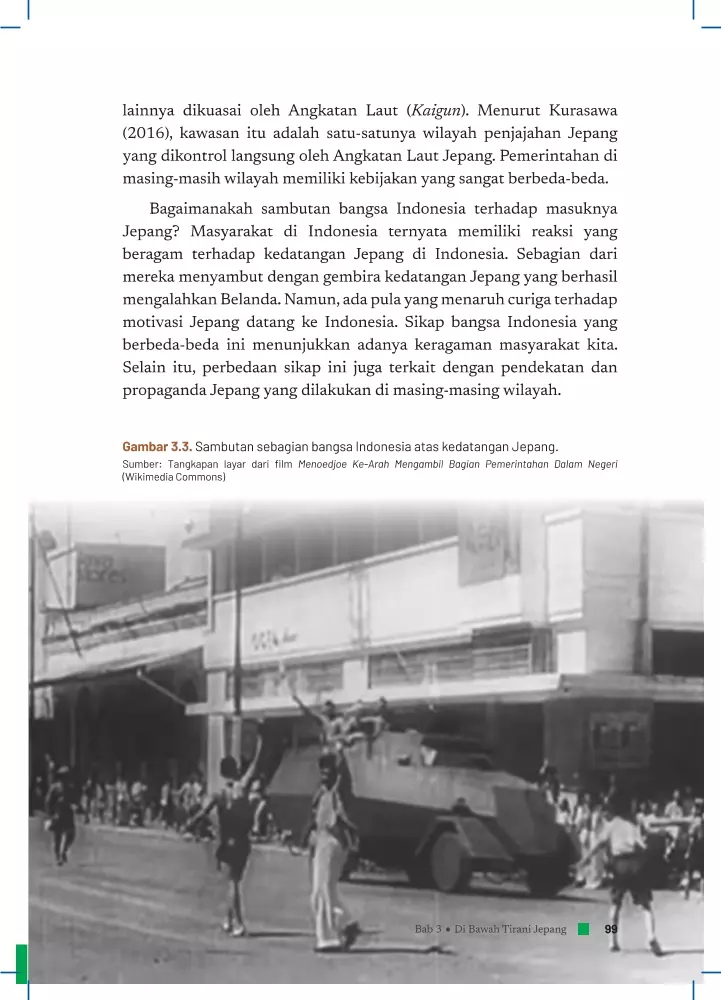 lainnya dikuasai oleh Angkatan Laut (Kaigun). Menurut Kurasawa
(2016), kawasan itu adalah satu-satunya wilayah penjajahan Jepang
yang dikontrol langsung oleh Angkatan Laut Jepang. Pemerintahan di
masing-masih wilayah memiliki kebijakan yang sangat berbeda-beda.
Bagaimanakah sambutan bangsa Indonesia terhadap masuknya
Jepang? Masyarakat di Indonesia ternyata memiliki reaksi yang
beragam terhadap kedatangan Jepang di Indonesia. Sebagian dari
mereka menyambut dengan gembira kedatangan Jepang yang berhasil
mengalahkan Belanda. Namun, ada pula yang menaruh curiga terhadap
motivasi Jepang datang ke Indonesia. Sikap bangsa Indonesia yang
berbeda-beda ini menunjukkan adanya keragaman masyarakat kita.
Selain itu, perbedaan sikap ini juga terkait dengan pendekatan dan
propaganda Jepang yang dilakukan di masing-masing wilayah.
Gambar 3.3. Sambutan sebagian bangsa Indonesia atas kedatangan Jepang.
Sumber: Tangkapan layar dari film Menoedjoe Ke-Arah Mengambil Bagian Pemerintahan Dalam Negeri
(Wikimedia Commons)
Bab 3 • Di Bawah Tirani Jepang 99